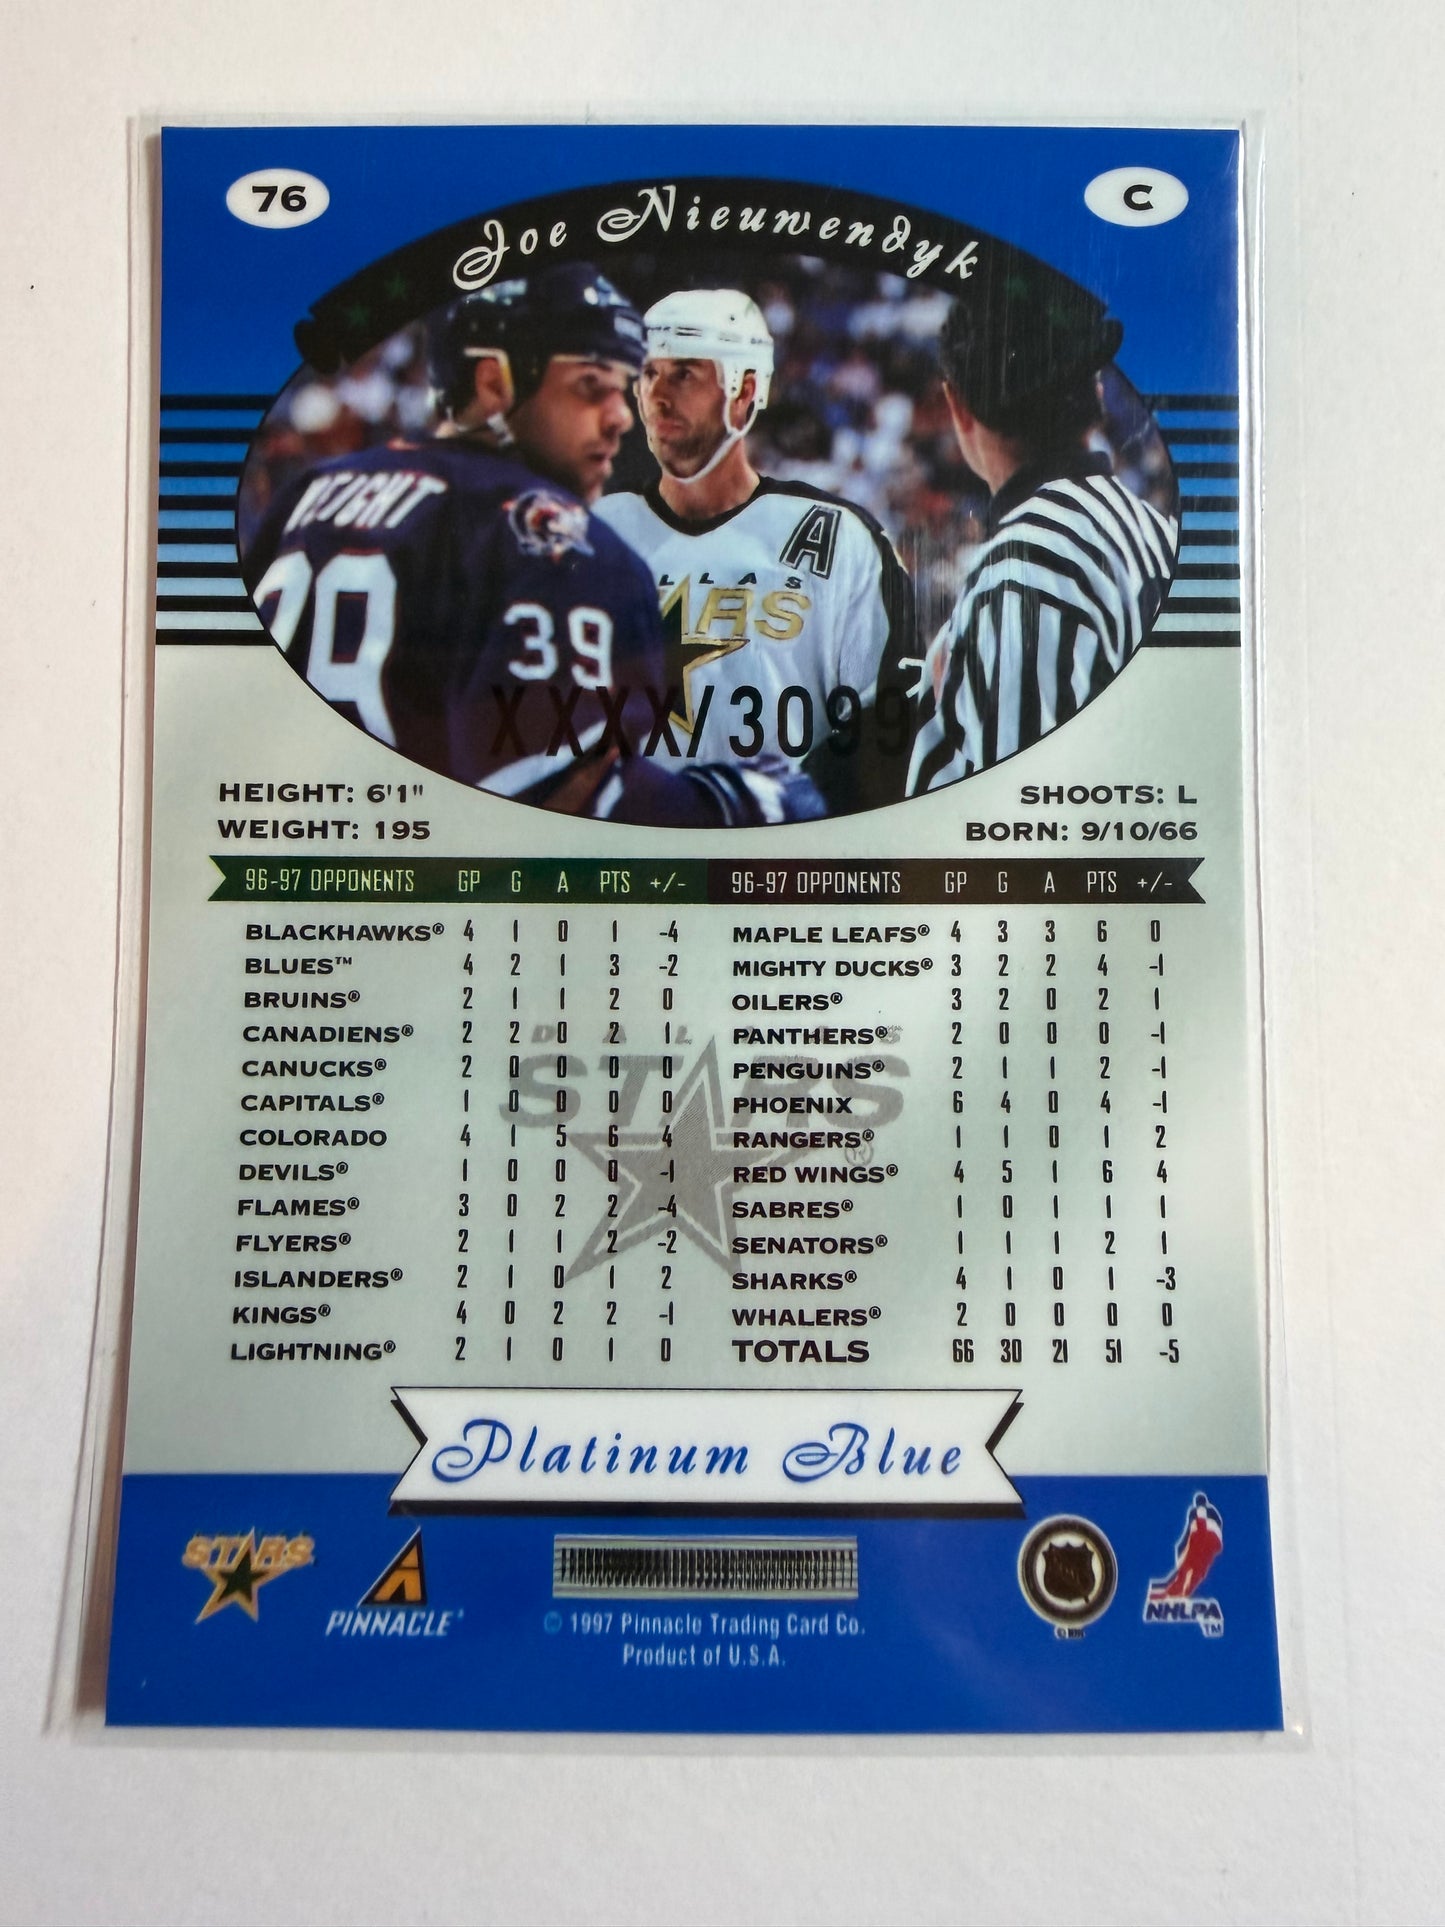 76
C
Joe Nieuwendyk
WEIGHT
39
39
A
DALLAS
STARS
XXXX/3099
HEIGHT: 6'1"
WEIGHT: 195
SHOOTS: L
BORN: 9/10/66
96-97 OPPONENTS GP G A PTS +/-
BLACKHAWKS® 4 1 0 1 -4
BLUES™ 4 2 1 3 -2
BRUINS® 2 1 1 2 0
CANADIENS® 2 2 0 2 1
CANUCKS® 2 0 0 0 0
CAPITALS® 1 0 0 0 0
COLORADO 4 1 5 6 4
DEVILS® 1 0 0 0 -1
FLAMES® 3 0 2 2 -4
FLYERS® 2 1 1 2 -2
ISLANDERS® 2 1 0 1 2
KINGS® 4 0 2 2 -1
LIGHTNING® 2 1 0 1 0
96-97 OPPONENTS GP G A PTS +/-
MAPLE LEAFS® 4 3 3 6 0
MIGHTY DUCKS® 3 2 2 4 -1
OILERS® 3 2 0 2 1
PANTHERS® 2 0 0 0 -1
PENGUINS® 2 1 1 2 -1
PHOENIX 6 4 0 4 -1
RANGERS® 1 1 0 1 2
RED WINGS® 4 5 1 6 4
SABRES® 1 0 1 1 1
SENATORS® 1 1 1 2 1
SHARKS® 4 1 0 1 -3
WHALERS® 2 0 0 0 0
TOTALS 66 30 21 51 -5
DALLAS
STARS
Platinum Blue
STARS
PINNACLE
© 1997 Pinnacle Trading Card Co.
Product of U.S.A.
NHLPA
TM